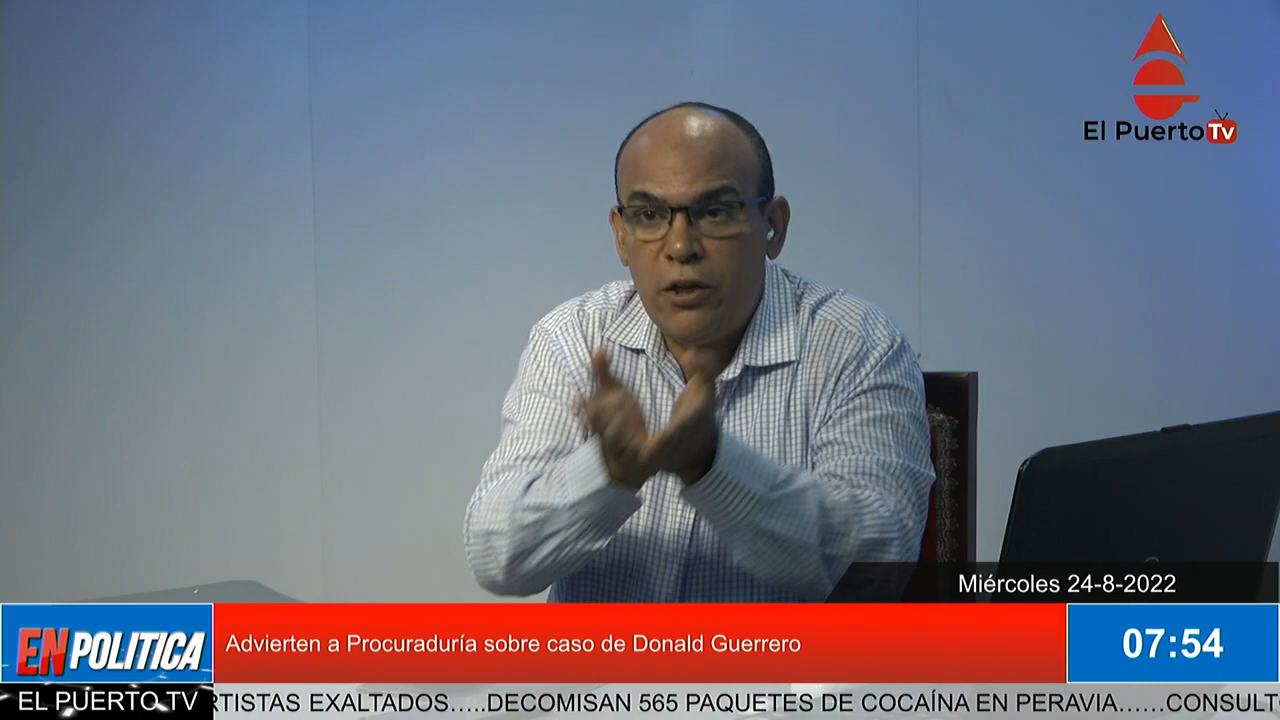 El Puerto Tv
Miércoles 24-8-2022
EN POLITICA
Advierten a Procuraduría sobre caso de Donald Guerrero
07:54
EL PUERTO TV
RTISTAS EXALTADOS…..DECOMISAN 565 PAQUETES DE COCAÍNA EN PERAVIA……CONSULT